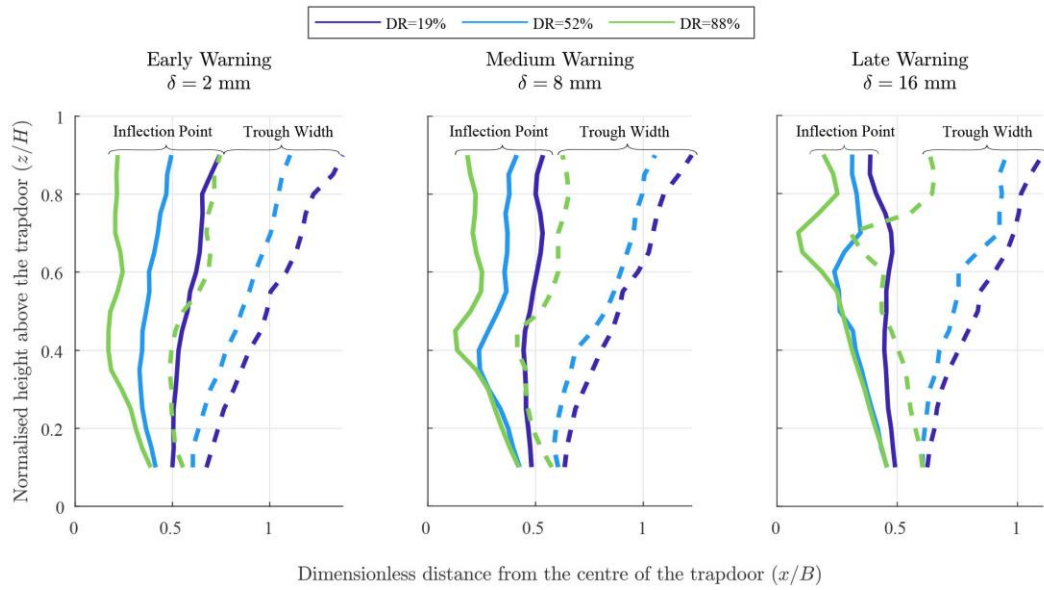 DR=19% DR=52% DR=88%
Early Warning
δ = 2 mm
Medium Warning
δ = 8 mm
Late Warning
δ = 16 mm
Normalised height above the trapdoor (z/H)
1
0.8
0.6
0.4
0.2
0
Inflection Point Trough Width
Inflection Point Trough Width
Inflection Point Trough Width
0 0.5 1
0 0.5 1
0 0.5 1
Dimensionless distance from the centre of the trapdoor (x/B)